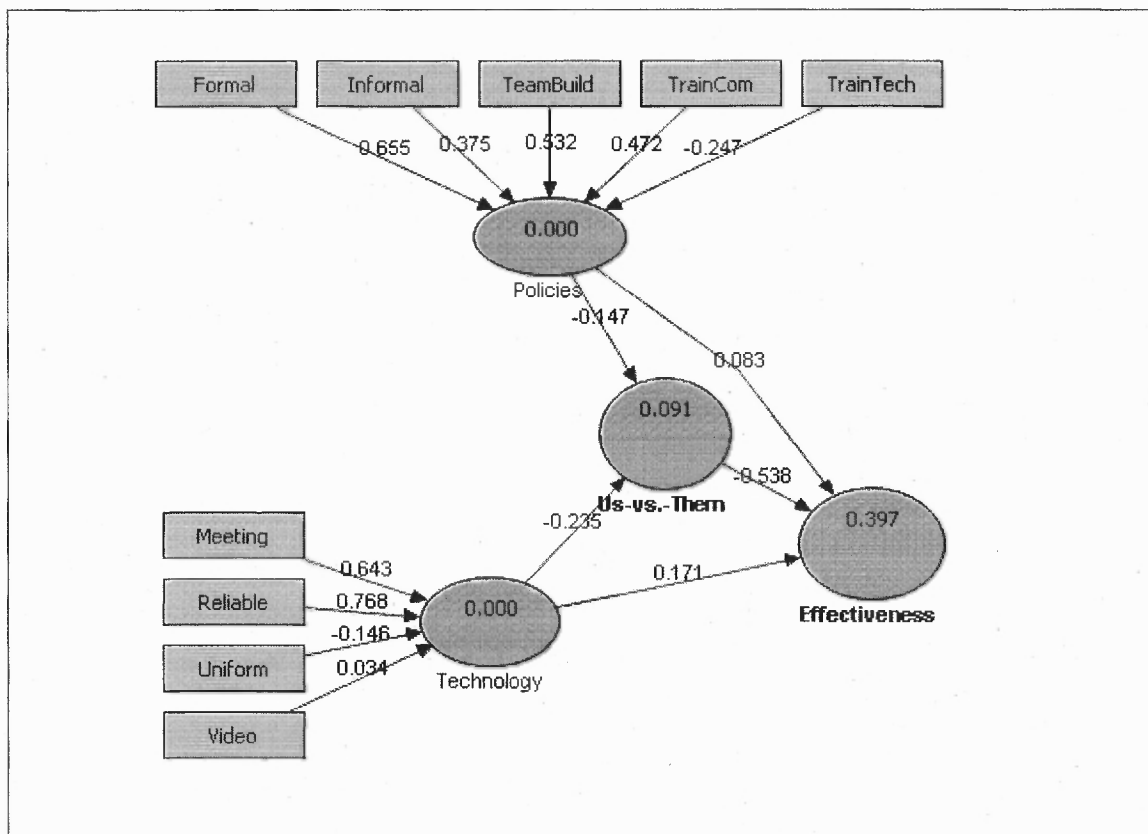 Formal Informal TeamBuild TrainCom TrainTech
0.655 0.375 0.532 0.472 -0.247
0.000
Policies
-0.147
0.083
0.091
Us-vs.-Them
-0.538
0.397
Effectiveness
-0.235
0.171
Meeting
0.643
Reliable
0.768
Uniform
-0.146
Video
0.034
0.000
Technology